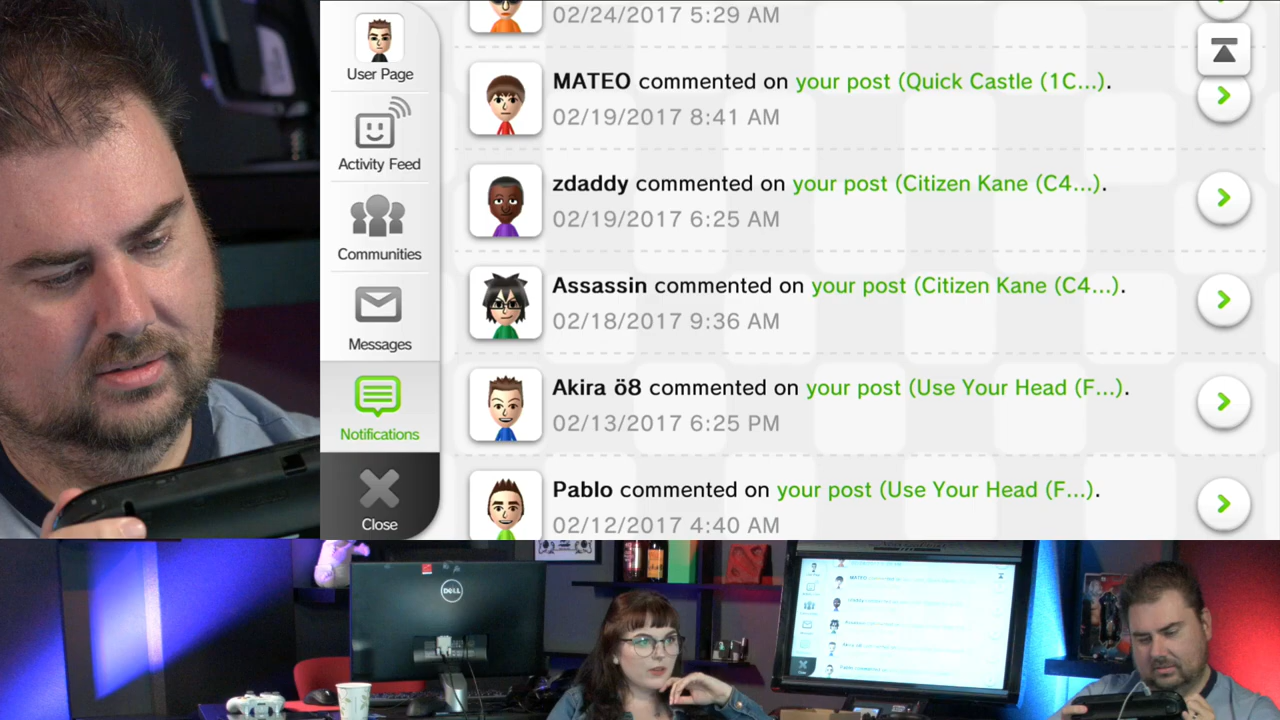 User Page
Activity Feed
Communities
Messages
Notifications
Close
02/24/2017 5:29 AM
MATEO commented on your post (Quick Castle (1C...).
02/19/2017 8:41 AM
zdaddy commented on your post (Citizen Kane (C4...).
02/19/2017 6:25 AM
Assassin commented on your post (Citizen Kane (C4...).
02/18/2017 9:36 AM
Akira ö8 commented on your post (Use Your Head (F...).
02/13/2017 6:25 PM
Pablo commented on your post (Use Your Head (F...).
02/12/2017 4:40 AM
DELL